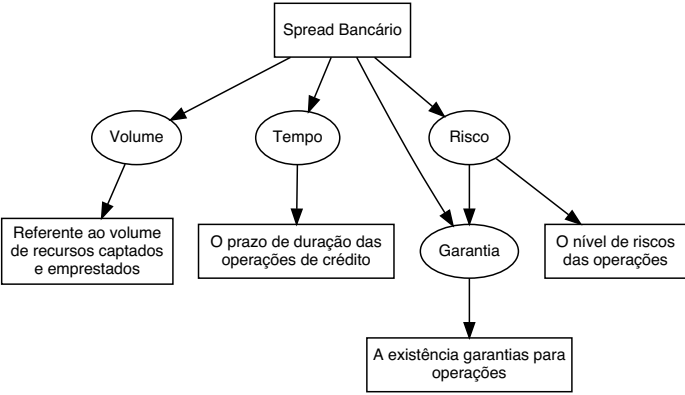 Spread Bancário
Volume
Tempo
Risco
Referente ao volume
de recursos captados
e emprestados
O prazo de duração das
operações de crédito
Garantia
O nível de riscos
das operações
A existência garantias para
operações